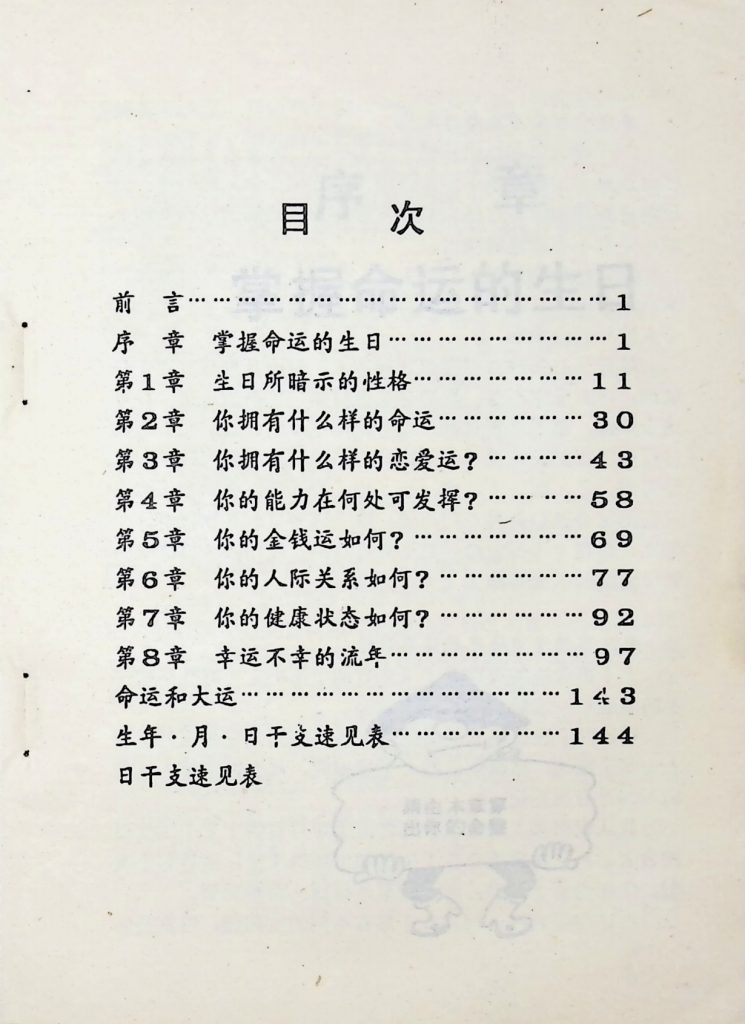 目 次
前 言…………………………………………1
序 章 掌握命运的生日………………………1
第1章 生日所暗示的性格……………………11
第2章 你拥有什么样的命运…………………30
第3章 你拥有什么样的恋爱运？……………43
第4章 你的能力在何处可发挥？……………58
第5章 你的金钱运如何？……………………69
第6章 你的人际关系如何？…………………77
第7章 你的健康状态如何？…………………92
第8章 幸运不幸的流年………………………97
命运和大运……………………………………143
生年·月·日干支速见表……………………144
日干支速见表